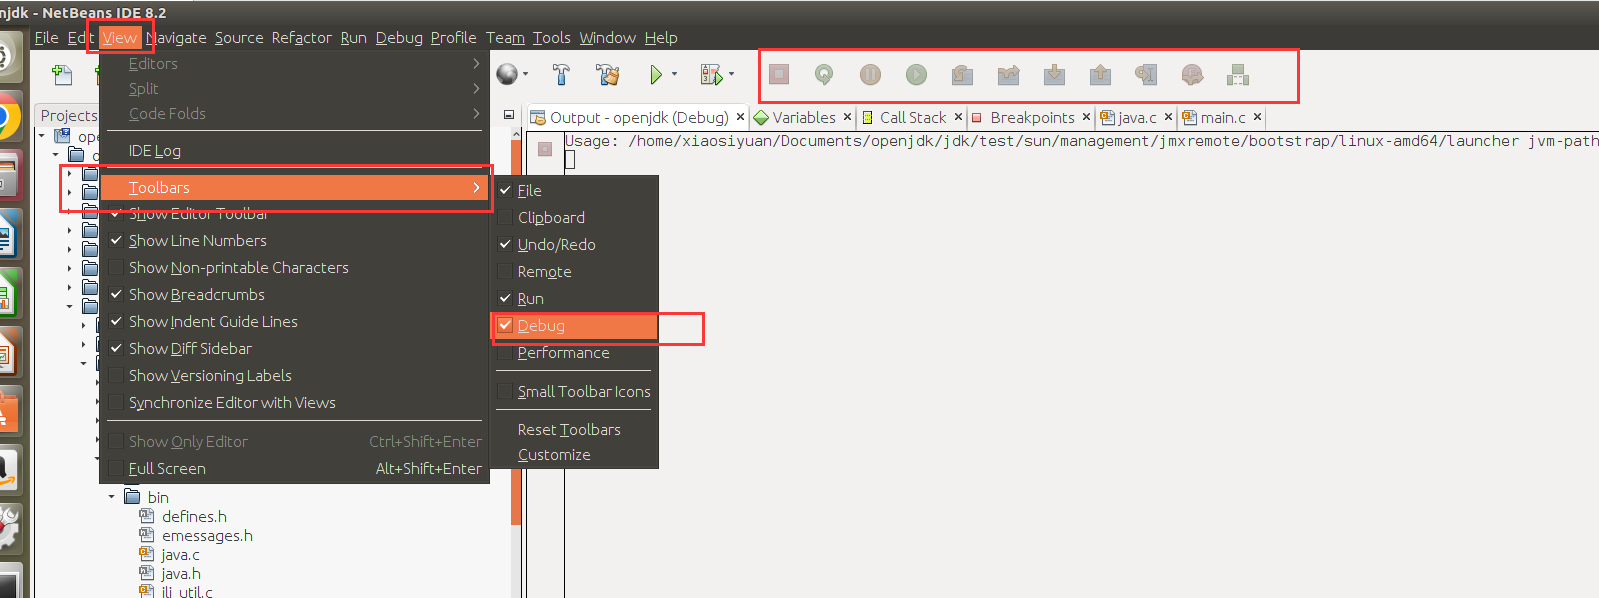 njdk - NetBeans IDE 8.2
File Edit View Navigate Source Refactor Run Debug Profile Team Tools Window Help
Editors
Split
Code Folds
IDE Log
Toolbars
Show Editor Toolbar
Show Line Numbers
Show Non-printable Characters
Show Breadcrumbs
Show Indent Guide Lines
Show Diff Sidebar
Show Versioning Labels
Synchronize Editor with Views
Show Only Editor Ctrl+Shift+Enter
Full Screen Alt+Shift+Enter
File
Clipboard
Undo/Redo
Remote
Run
Debug
Performance
Small Toolbar Icons
Reset Toolbars
Customize
Projects
ope
bin
defines.h
emessages.h
java.c
java.h
jli_util.c
Output - openjdk (Debug) Variables Call Stack Breakpoints java.c main.c
Usage: /home/xiaosiyuan/Documents/openjdk/jdk/test/sun/management/jmxremote/bootstrap/linux-amd64/launcher jvm-path